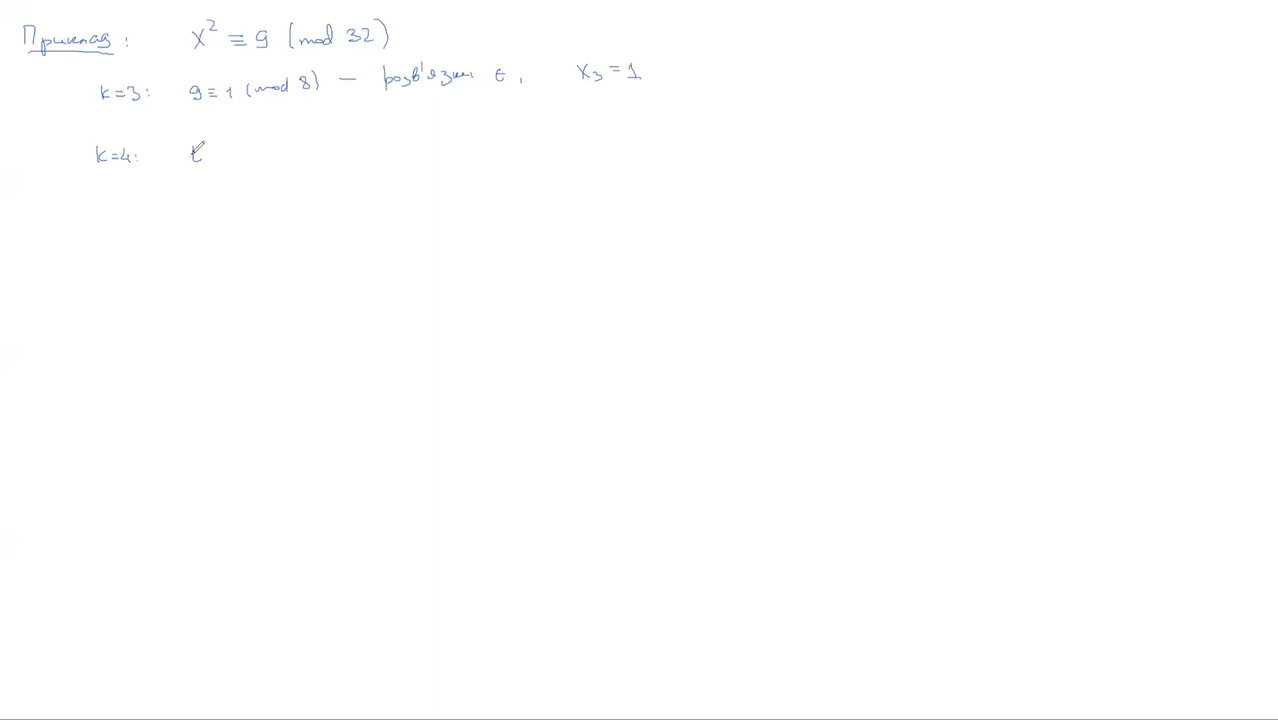 Приклад: x² ≡ 9 (mod 32)
k=3: 9 ≡ 1 (mod 8) — розв'язки є, x₃ = 1
k=4: t